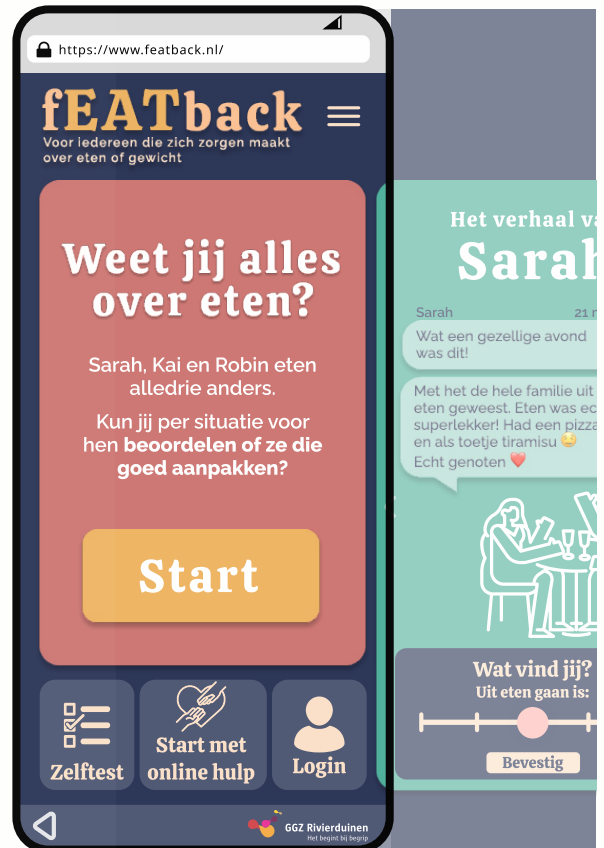 https://www.featback.nl/
fEATback
Voor iedereen die zich zorgen maakt
over eten of gewicht
Weet jij alles
over eten?
Sarah, Kai en Robin eten
alledrie anders.
Kun jij per situatie voor
hen beoordelen of ze die
goed aanpakken?
Start
Zelftest
Start met
online hulp
Login
GGZ Rivierduinen
Het begint bij begrip
Het verhaal
Sarah
Sarah 21
Wat een gezellige avond
was dit!
Met het de hele familie uit
eten geweest. Eten was
superlekker! Had een pizza
en als toetje tiramisu 😋
Echt genoten ❤️
Wat vind jij?
Uit eten gaan is:
Bevestig